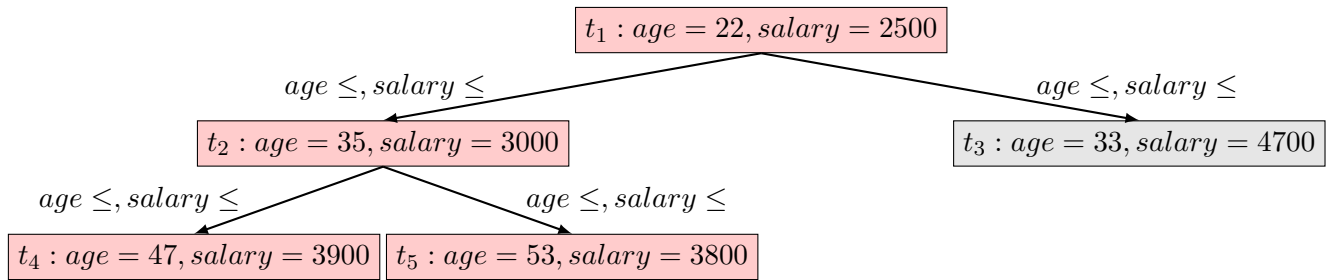 t₁ : age = 22, salary = 2500
age ≤, salary ≤
age ≤, salary ≤
t₂ : age = 35, salary = 3000
t₃ : age = 33, salary = 4700
age ≤, salary ≤
age ≤, salary ≤
t₄ : age = 47, salary = 3900
t₅ : age = 53, salary = 3800